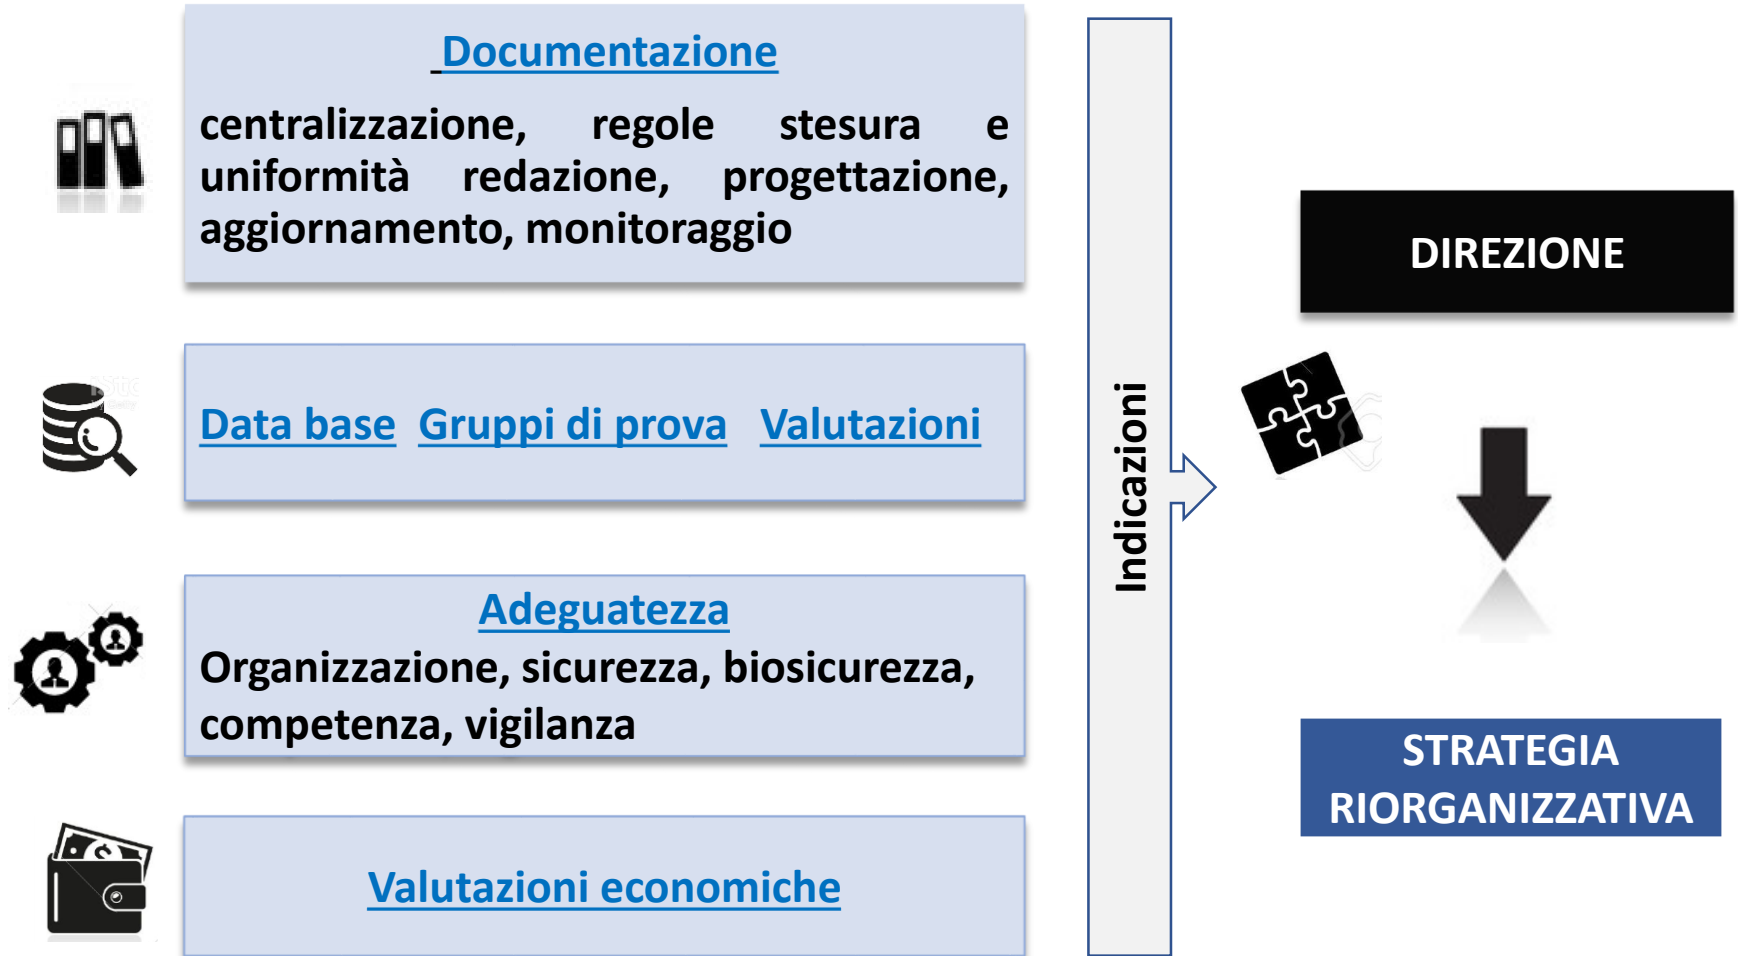 Documentazione
centralizzazione, regole stesura e
uniformità redazione, progettazione,
aggiornamento, monitoraggio
Data base Gruppi di prova Valutazioni
Adeguatezza
Organizzazione, sicurezza, biosicurezza,
competenza, vigilanza
Valutazioni economiche
Indicazioni
DIREZIONE
STRATEGIA
RIORGANIZZATIVA